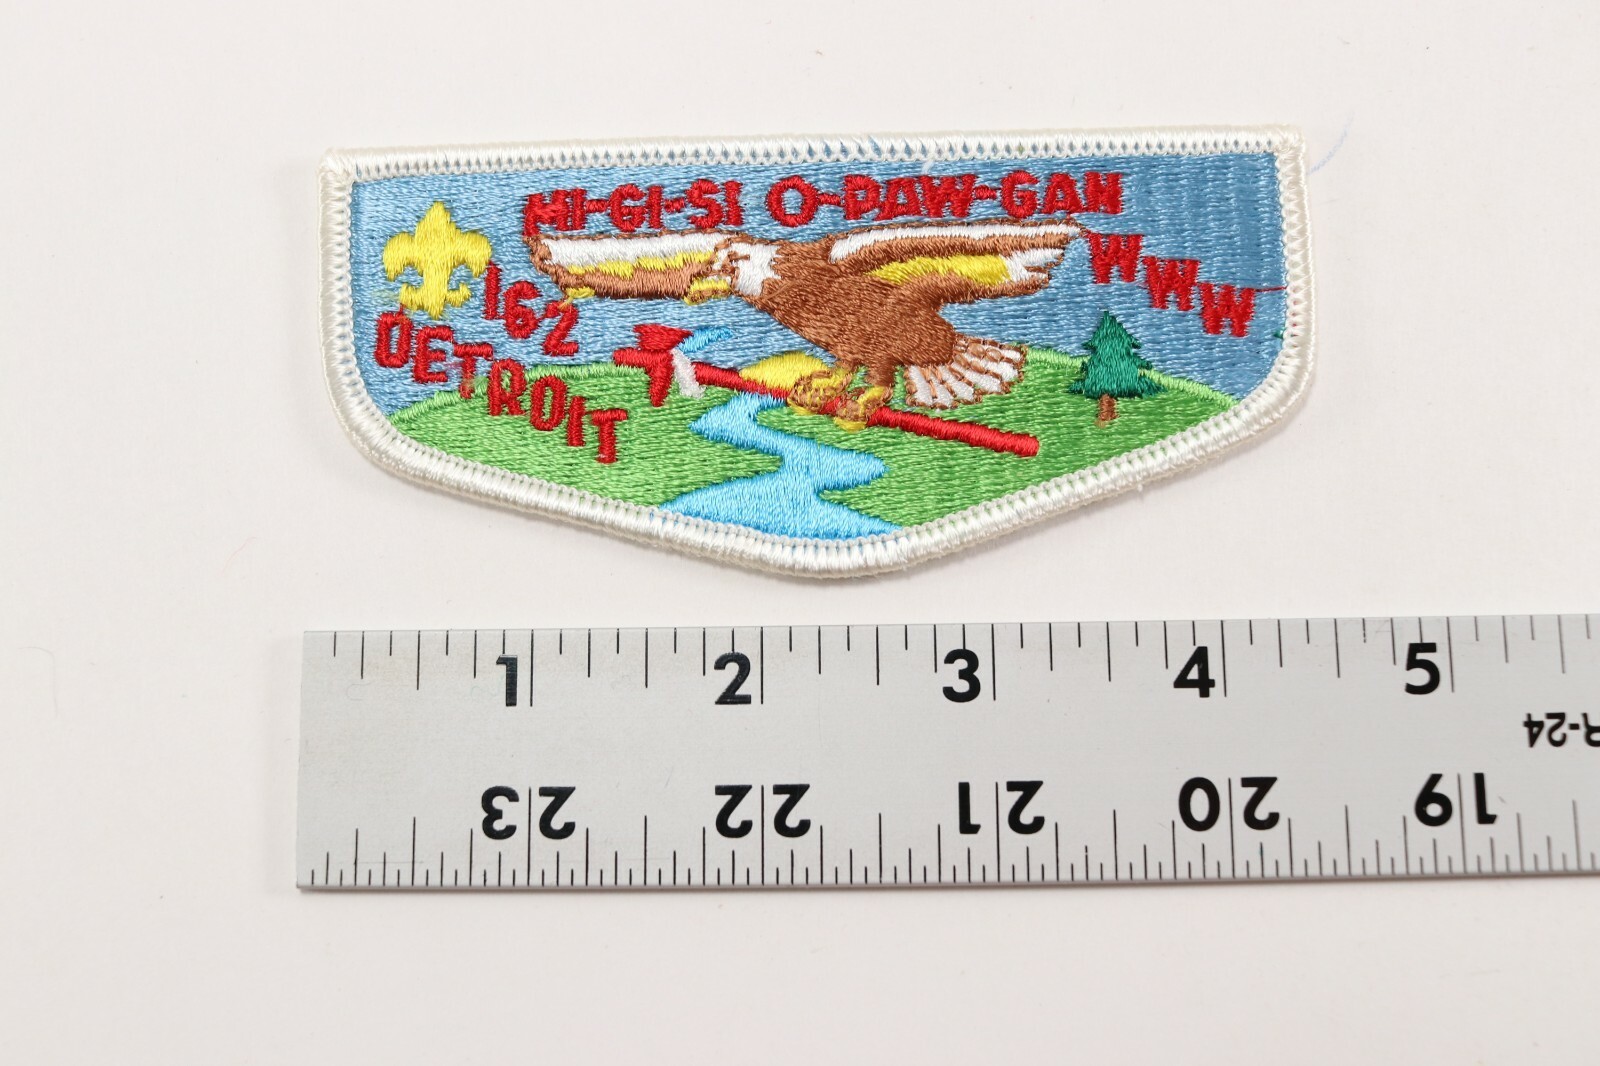 MI-GI-SI O-PAW-GAN
WWW
162
DETROIT
1 2 3 4 5
R-24
23 22 21 20 19